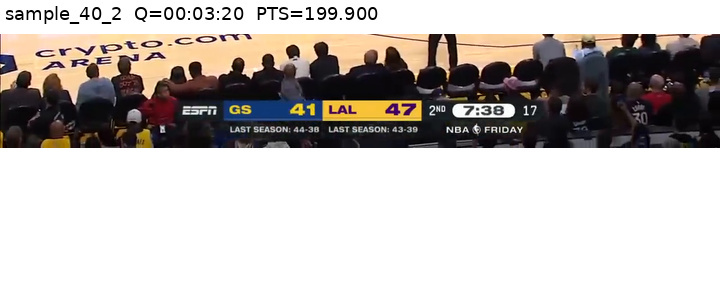 sample_40_2 Q=00:03:20 PTS=199.900
crypto.com
ARENA
ESPN GS 41 LAL 47 2ND 7:38 17
LAST SEASON: 44-38 LAST SEASON: 43-39 NBA FRIDAY
30